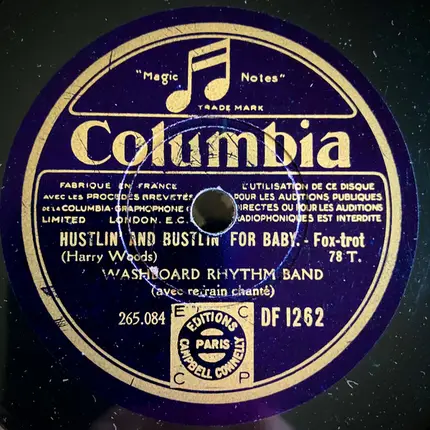 "Magic Notes"
TRADE MARK
Columbia
FABRIQUE EN FRANCE
AVEC LES PROCÉDÉS BREVETÉS
DE LA COLUMBIA GRAPHOPHONE
LIMITED LONDON. E.C.
L'UTILISATION DE CE DISQUE
POUR LES AUDITIONS PUBLIQUES
DIRECTES OU POUR LES AUDITIONS
RADIOPHONIQUES EST INTERDITE
HUSTLIN AND BUSTLIN' FOR BABY. - Fox-trot
(Harry Woods) 78 T.
WASHBOARD RHYTHM BAND
(avec refrain chanté)
265.084 DF 1262
E C
EDITIONS
PARIS
CAMPBELL CONNELLY
C P